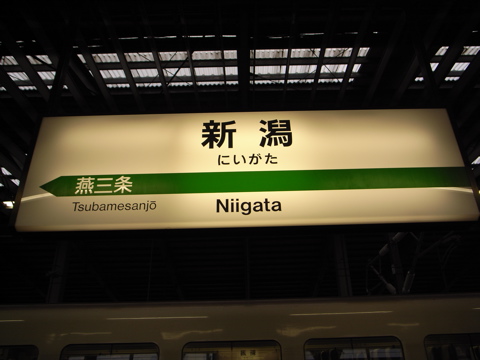 新潟
にいがた
燕三条
Tsubamesanjō
Niigata